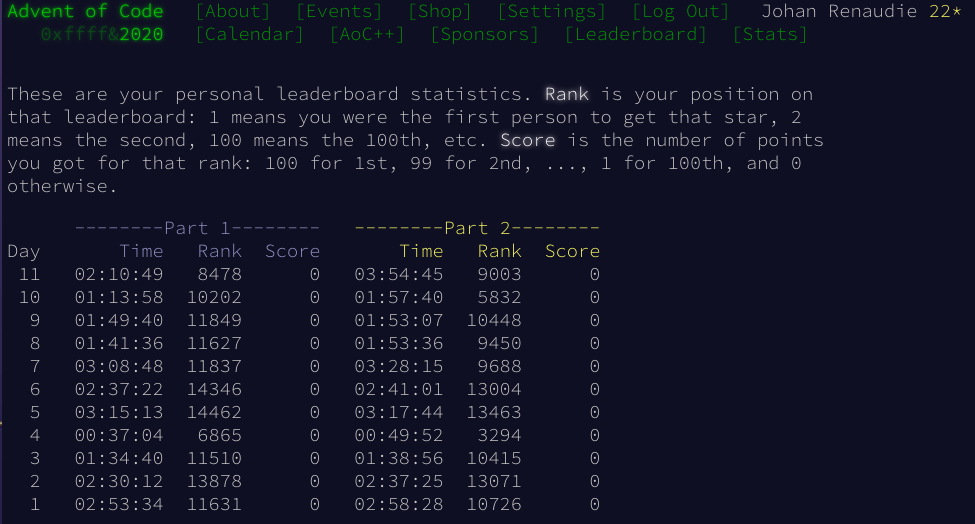 Advent of Code [About] [Events] [Shop] [Settings] [Log Out] Johan Renaudie 22*
0xffff&2020 [Calendar] [AoC++] [Sponsors] [Leaderboard] [Stats]
These are your personal leaderboard statistics. Rank is your position on
that leaderboard: 1 means you were the first person to get that star, 2
means the second, 100 means the 100th, etc. Score is the number of points
you got for that rank: 100 for 1st, 99 for 2nd, ..., 1 for 100th, and 0
otherwise.
--------Part 1-------- --------Part 2--------
Day Time Rank Score Time Rank Score
11 02:10:49 8478 0 03:54:45 9003 0
10 01:13:58 10202 0 01:57:40 5832 0
9 01:49:40 11849 0 01:53:07 10448 0
8 01:41:36 11627 0 01:53:36 9450 0
7 03:08:48 11837 0 03:28:15 9688 0
6 02:37:22 14346 0 02:41:01 13004 0
5 03:15:13 14462 0 03:17:44 13463 0
4 00:37:04 6865 0 00:49:52 3294 0
3 01:34:40 11510 0 01:38:56 10415 0
2 02:30:12 13878 0 02:37:25 13071 0
1 02:53:34 11631 0 02:58:28 10726 0